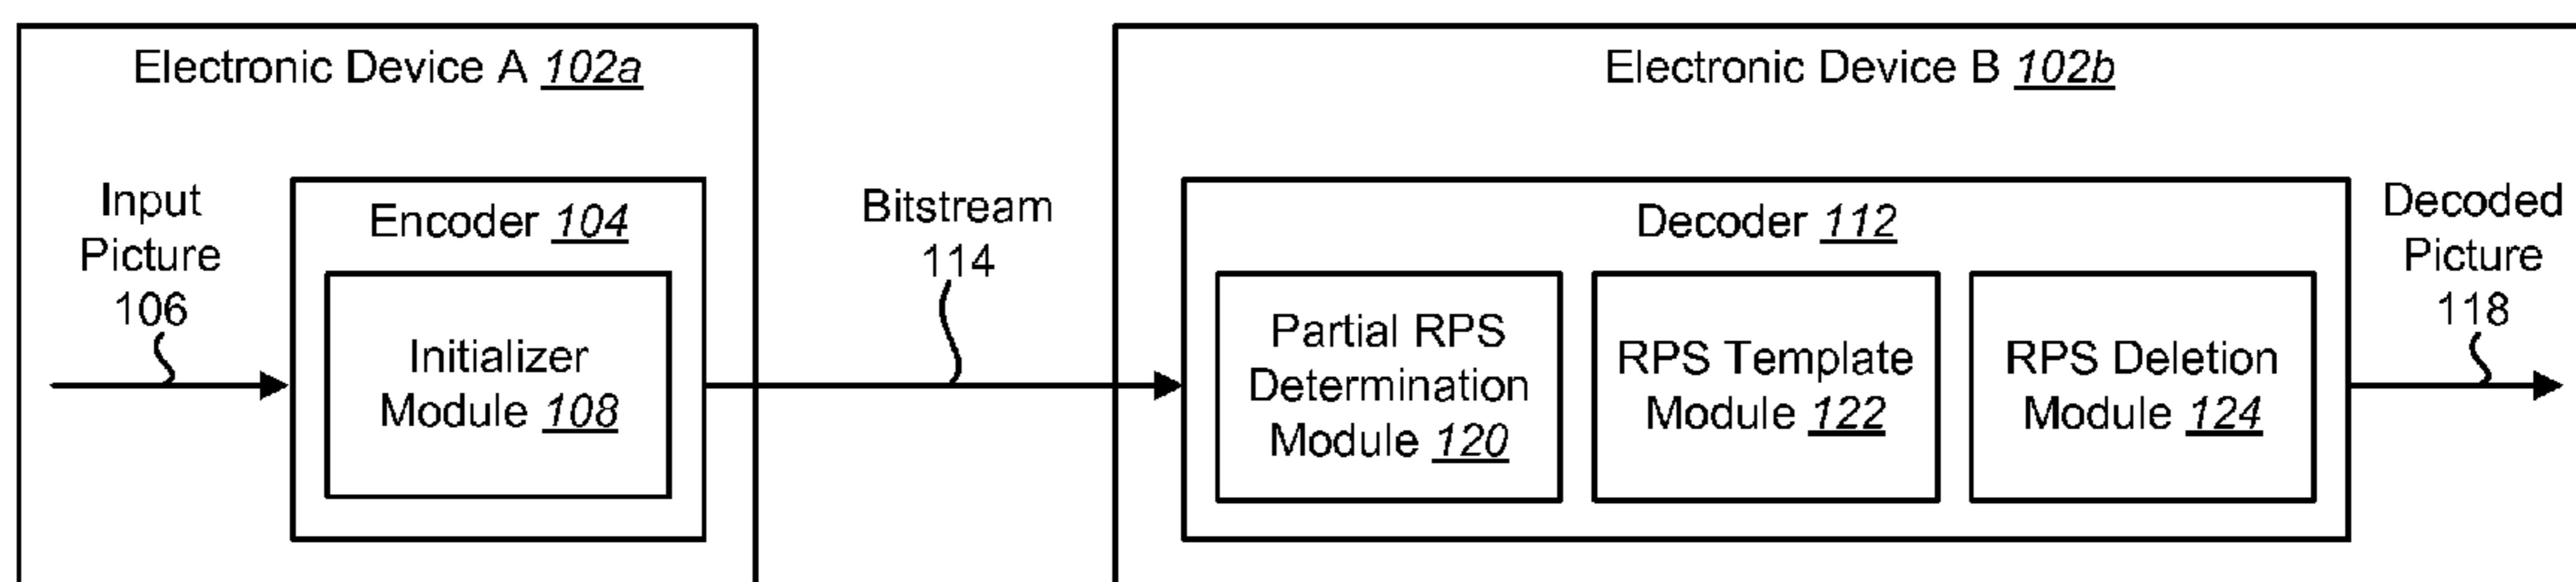 Electronic Device A 102a
Electronic Device B 102b
Input
Picture
106
Encoder 104
Initializer
Module 108
Bitstream
114
Decoder 112
Partial RPS
Determination
Module 120
RPS Template
Module 122
RPS Deletion
Module 124
Decoded
Picture
118